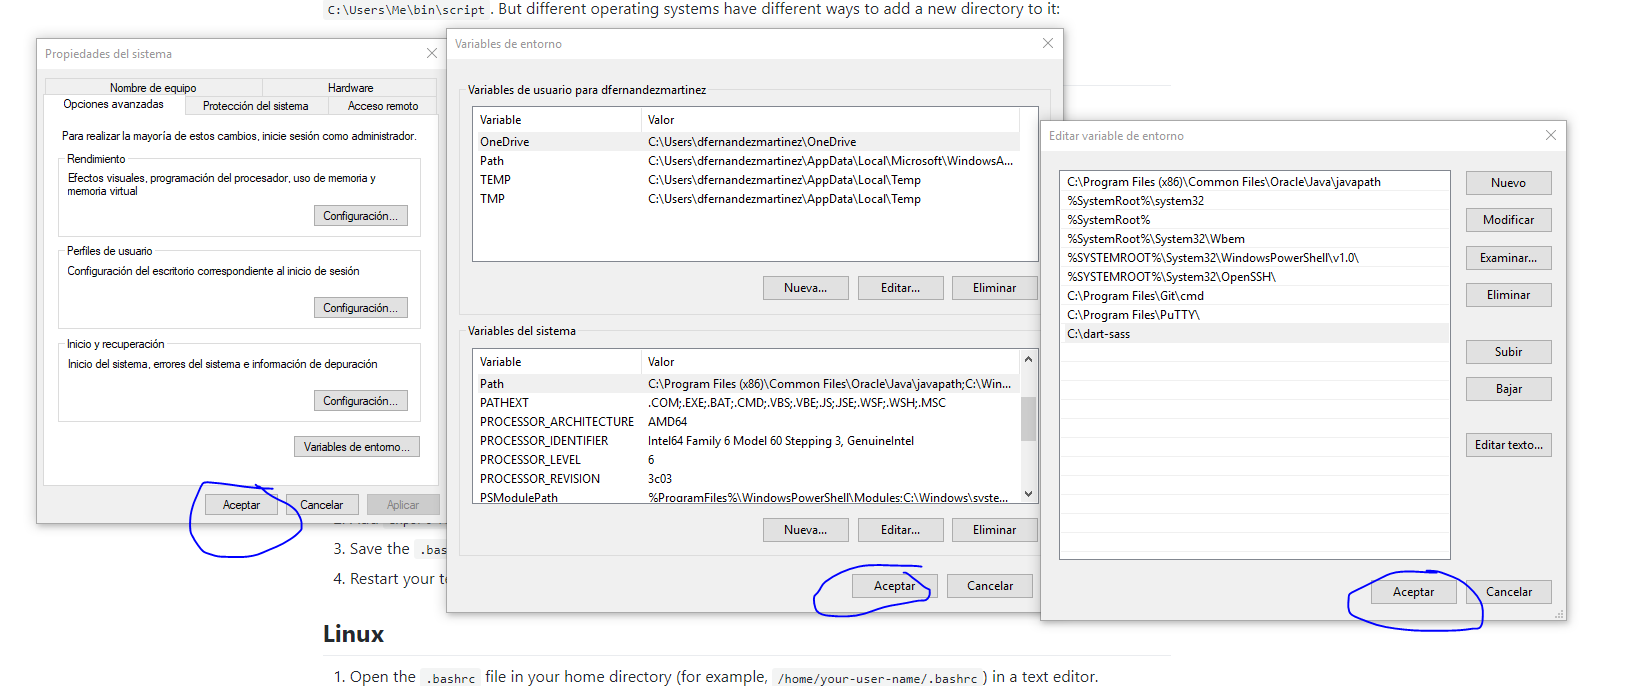 C:\Users\Me\bin\script . But different operating systems have different ways to add a new directory to it:
Propiedades del sistema
Nombre de equipo
Hardware
Opciones avanzadas
Protección del sistema
Acceso remoto
Para realizar la mayoría de estos cambios, inicie sesión como administrador.
Rendimiento
Efectos visuales, programación del procesador, uso de memoria y
memoria virtual
Configuración...
Perfiles de usuario
Configuración del escritorio correspondiente al inicio de sesión
Configuración...
Inicio y recuperación
Inicio del sistema, errores del sistema e información de depuración
Configuración...
Variables de entorno...
Aceptar
Cancelar
Aplicar
3. Save the .bas
4. Restart your te
Variables de entorno
Variables de usuario para dfernandezmartinez
Variable Valor
OneDrive C:\Users\dfernandezmartinez\OneDrive
Path C:\Users\dfernandezmartinez\AppData\Local\Microsoft\WindowsA...
TEMP C:\Users\dfernandezmartinez\AppData\Local\Temp
TMP C:\Users\dfernandezmartinez\AppData\Local\Temp
Nueva...
Editar...
Eliminar
Variables del sistema
Variable Valor
Path C:\Program Files (x86)\Common Files\Oracle\Java\javapath;C:\Win...
PATHEXT .COM;.EXE;.BAT;.CMD;.VBS;.VBE;.JS;.JSE;.WSF;.WSH;.MSC
PROCESSOR_ARCHITECTURE AMD64
PROCESSOR_IDENTIFIER Intel64 Family 6 Model 60 Stepping 3, GenuineIntel
PROCESSOR_LEVEL 6
PROCESSOR_REVISION 3c03
PSModulePath %ProgramFiles%\WindowsPowerShell\Modules;C:\Windows\syste...
Nueva...
Editar...
Eliminar
Aceptar
Cancelar
Editar variable de entorno
C:\Program Files (x86)\Common Files\Oracle\Java\javapath
%SystemRoot%\system32
%SystemRoot%
%SystemRoot%\System32\Wbem
%SYSTEMROOT%\System32\WindowsPowerShell\v1.0\
%SYSTEMROOT%\System32\OpenSSH\
C:\Program Files\Git\cmd
C:\Program Files\PuTTY\
C:\dart-sass
Nuevo
Modificar
Examinar...
Eliminar
Subir
Bajar
Editar texto...
Aceptar
Cancelar
Linux
1. Open the .bashrc file in your home directory (for example, /home/your-user-name/.bashrc ) in a text editor.